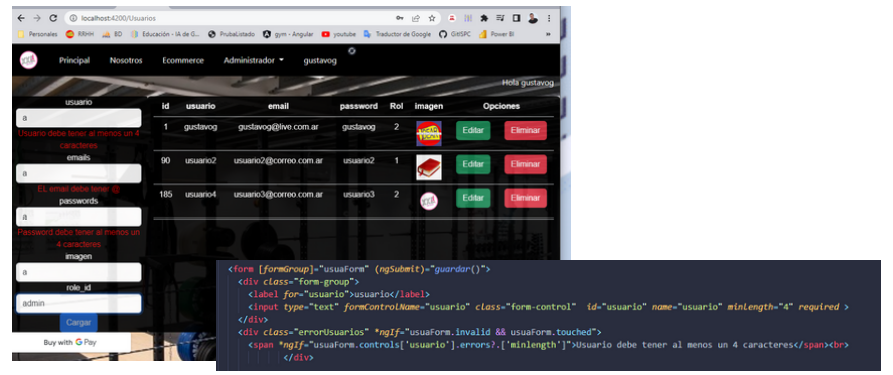 localhost:4200/Usuarios
Personales RRHH BD Educación - IA de G... PrubaListado gym - Angular youtube Traductor de Google GitISPC Power BI »
XXII Principal Nosotros Ecommerce Administrador gustavog
Hola gustavog
usuario
a
Usuario debe tener al menos un 4
caracteres
emails
a
EL email debe tener @
passwords
a
Password debe tener al menos un
4 caracteres
imagen
a
role_id
admin
Cargar
Buy with G Pay
id usuario email password Rol imagen Opciones
1 gustavog gustavog@live.com.ar gustavog 2 Editar Eliminar
90 usuario2 usuario2@correo.com.ar usuario2 1 Editar Eliminar
185 usuario4 usuario3@correo.com.ar usuario3 2 XXII Editar Eliminar
<form [formGroup]="usuaForm" (ngSubmit)="guardar()">
<div class="form-group">
<label for="usuario">usuario</label>
<input type="text" formControlName="usuario" class="form-control" id="usuario" name="usuario" minlength="4" required >
</div>
<div class="errorUsuarios" *ngIf="usuaForm.invalid && usuaForm.touched">
<span *ngIf="usuaForm.controls['usuario'].errors?.['minlength']">Usuario debe tener al menos un 4 caracteres</span><br>
</div>